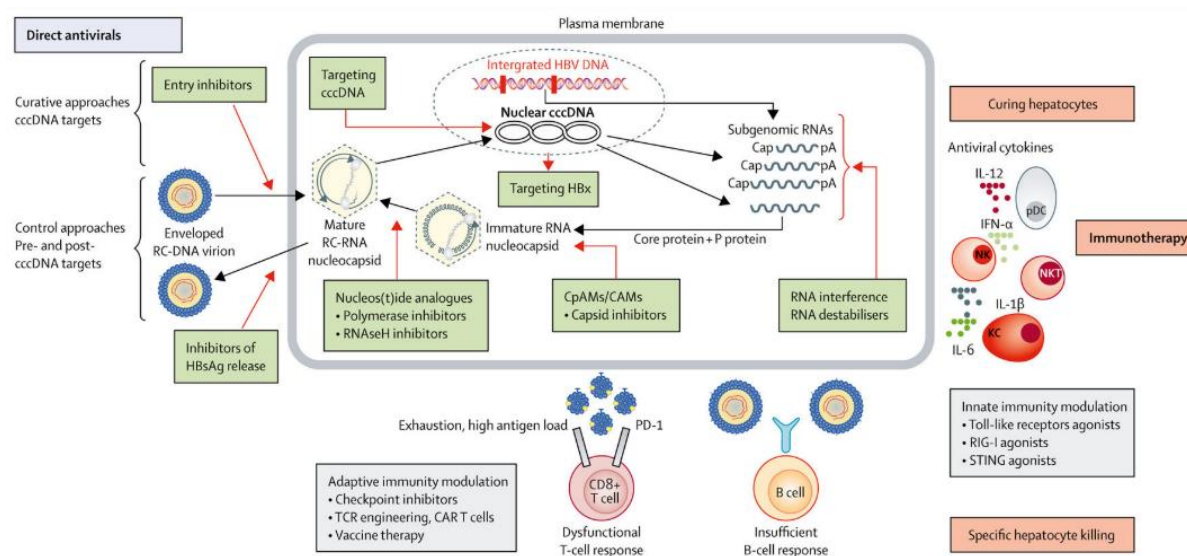 Plasma membrane
Direct antivirals
Curative approaches
cccDNA targets
Entry inhibitors
Control approaches
Pre- and post-
cccDNA targets
Enveloped
RC-DNA virion
Inhibitors of
HBsAg release
Targeting
cccDNA
Intergrated HBV DNA
Nuclear cccDNA
Targeting HBx
Mature
RC-RNA
nucleocapsid
Immature RNA
nucleocapsid
Core protein + P protein
Subgenomic RNAs
Cap pA
Cap pA
Cap pA
Nucleos(t)ide analogues
• Polymerase inhibitors
• RNAseH inhibitors
CpAMs/CAMs
• Capsid inhibitors
RNA interference
RNA destabilisers
Curing hepatocytes
Antiviral cytokines
IL-12
pDC
IFN-α
NK
NKT
IL-1β
KC
IL-6
Immunotherapy
Innate immunity modulation
• Toll-like receptors agonists
• RIG-I agonists
• STING agonists
Specific hepatocyte killing
Exhaustion, high antigen load
PD-1
Adaptive immunity modulation
• Checkpoint inhibitors
• TCR engineering, CAR T cells
• Vaccine therapy
CD8+
T cell
Dysfunctional
T-cell response
B cell
Insufficient
B-cell response